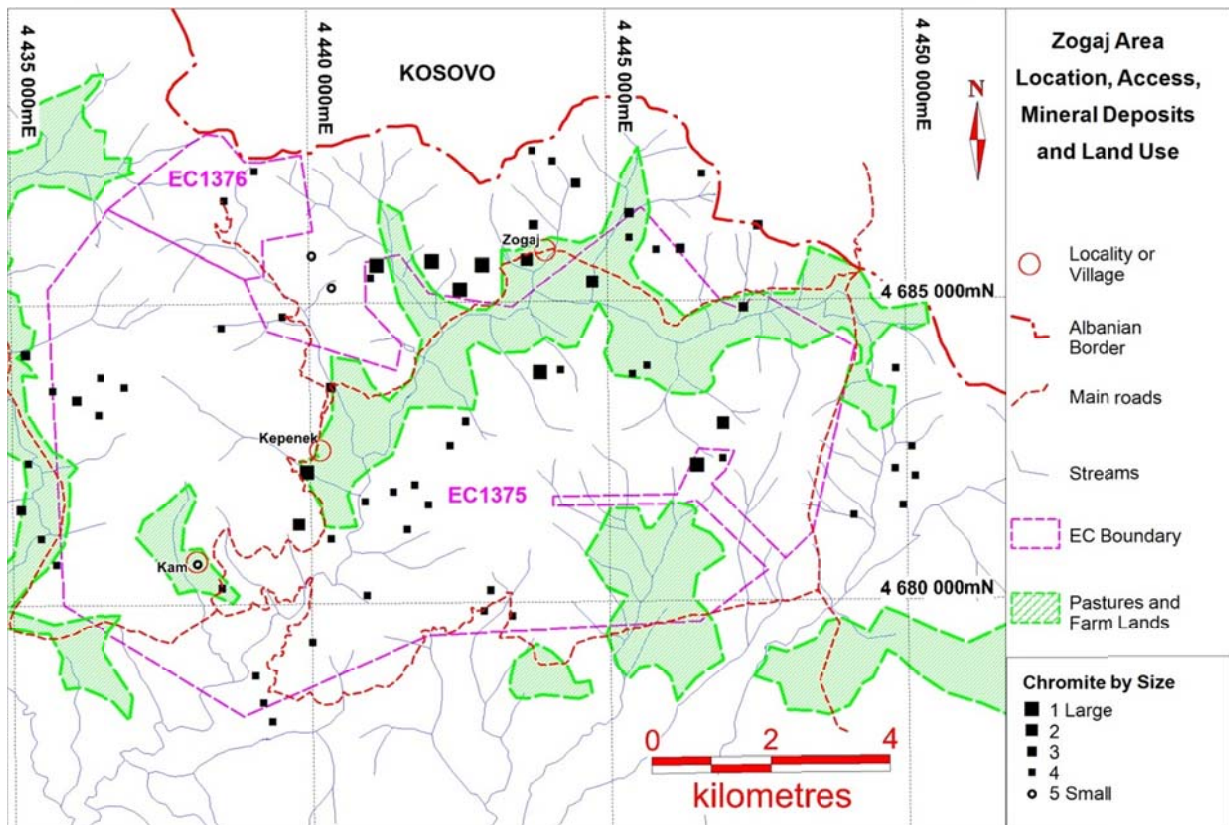 4 435 000mE
4 440 000mE
4 445 000mE
4 450 000mE
KOSOVO
N
EC1376
Zogaj
4 685 000mN
Kepenek
EC1375
Kam
4 680 000mN
0 2 4
kilometres
Zogaj Area
Location, Access,
Mineral Deposits
and Land Use
Locality or
Village
Albanian
Border
Main roads
Streams
EC Boundary
Pastures and
Farm Lands
Chromite by Size
1 Large
2
3
4
5 Small